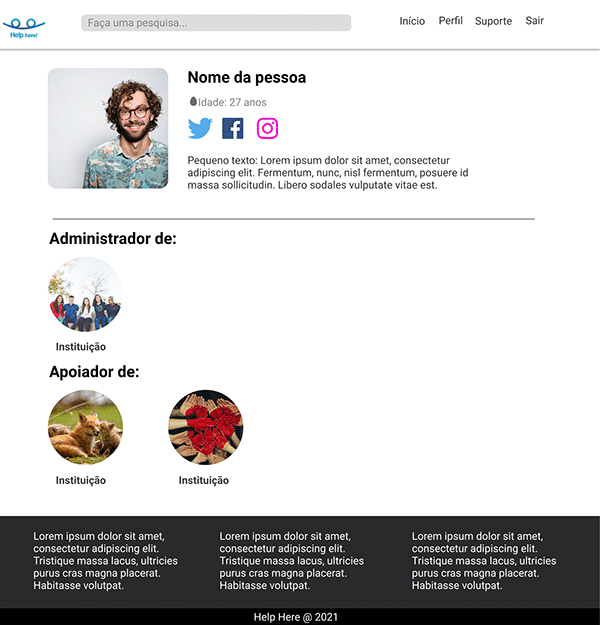 Help here!
Faça uma pesquisa...
Início Perfil Suporte Sair
Nome da pessoa
Idade: 27 anos
Pequeno texto: Lorem ipsum dolor sit amet, consectetur
adipiscing elit. Fermentum, nunc, nisl fermentum, posuere id
massa sollicitudin. Libero sodales vulputate vitae est.
Administrador de:
Instituição
Apoiador de:
Instituição
Instituição
Lorem ipsum dolor sit amet,
consectetur adipiscing elit.
Tristique massa lacus, ultricies
purus cras magna placerat.
Habitasse volutpat.
Lorem ipsum dolor sit amet,
consectetur adipiscing elit.
Tristique massa lacus, ultricies
purus cras magna placerat.
Habitasse volutpat.
Lorem ipsum dolor sit amet,
consectetur adipiscing elit.
Tristique massa lacus, ultricies
purus cras magna placerat.
Habitasse volutpat.
Help Here @ 2021